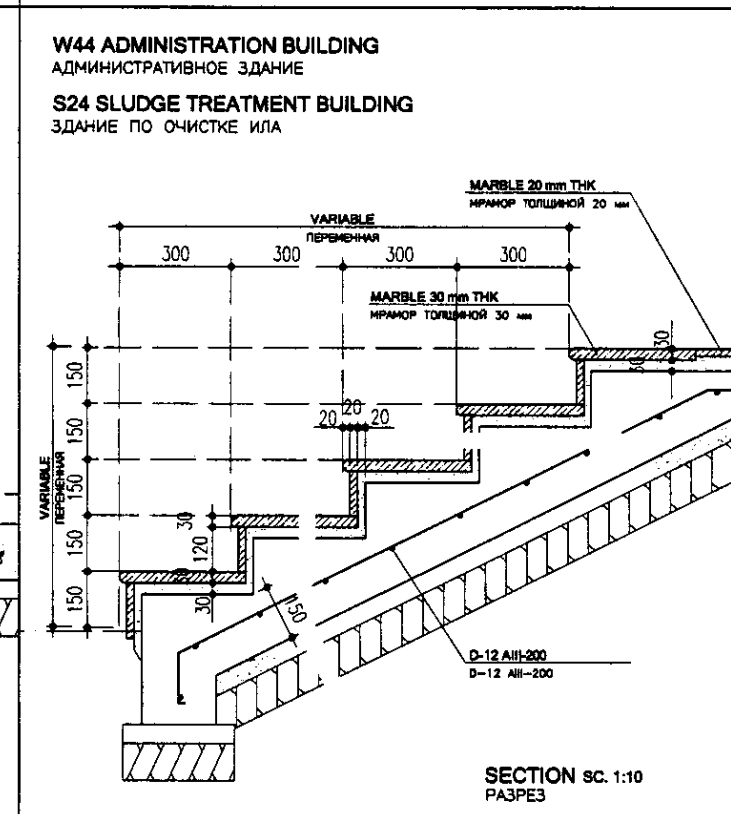 W44 ADMINISTRATION BUILDING
АДМИНИСТРАТИВНОЕ ЗДАНИЕ
S24 SLUDGE TREATMENT BUILDING
ЗДАНИЕ ПО ОЧИСТКЕ ИЛА
MARBLE 20 mm THK
МРАМОР ТОЛЩИНОЙ 20 мм
VARIABLE
ПЕРЕМЕННАЯ
300 300 300 300
MARBLE 30 mm THK
МРАМОР ТОЛЩИНОЙ 30 мм
30
30
VARIABLE
ПЕРЕМЕННАЯ
150
150
150
150
150
20 20 20
30
120
30
150
D-12 AIII-200
D-12 AIII-200
SECTION SC. 1:10
РАЗРЕЗ